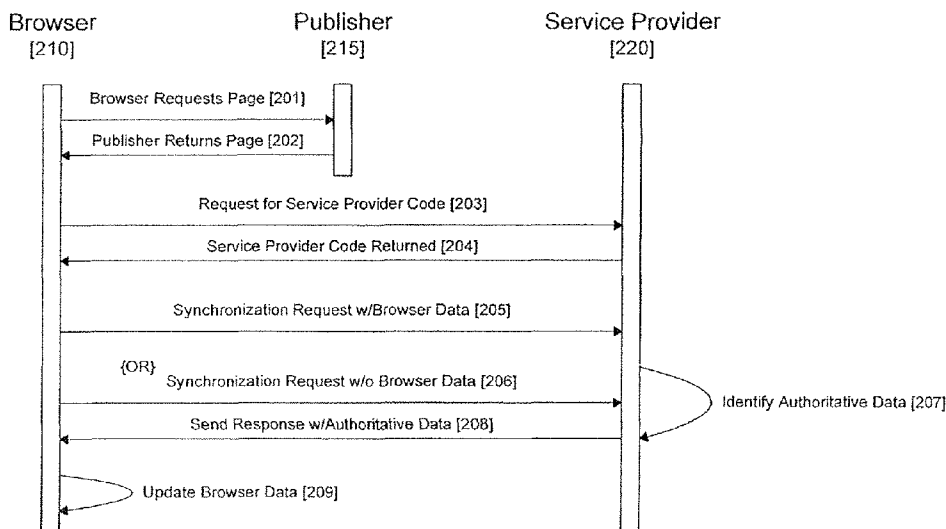 Browser
[210]
Publisher
[215]
Service Provider
[220]
Browser Requests Page [201]
Publisher Returns Page [202]
Request for Service Provider Code [203]
Service Provider Code Returned [204]
Synchronization Request w/Browser Data [205]
{OR}
Synchronization Request w/o Browser Data [206]
Identify Authoritative Data [207]
Send Response w/Authoritative Data [208]
Update Browser Data [209]